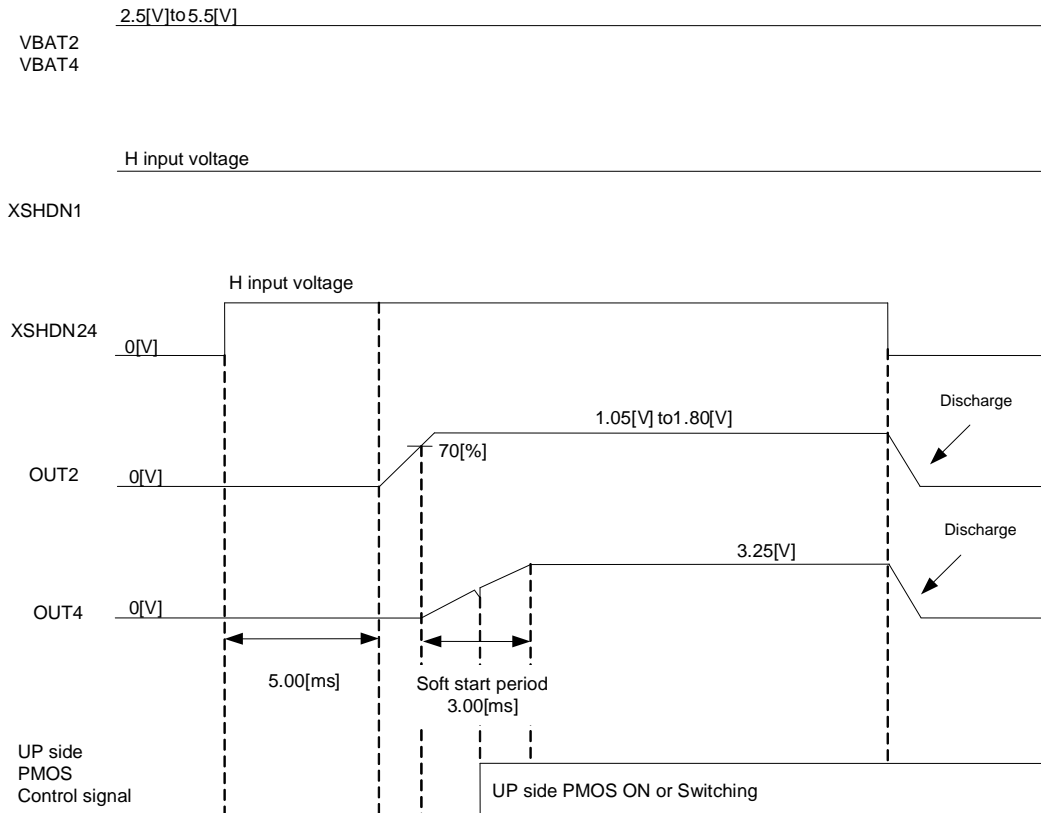 2.5[V]to5.5[V]
VBAT2
VBAT4
H input voltage
XSHDN1
H input voltage
XSHDN24
0[V]
Discharge
1.05[V] to1.80[V]
70[%]
OUT2
0[V]
Discharge
3.25[V]
OUT4
0[V]
5.00[ms]
Soft start period
3.00[ms]
UP side
PMOS
Control signal
UP side PMOS ON or Switching